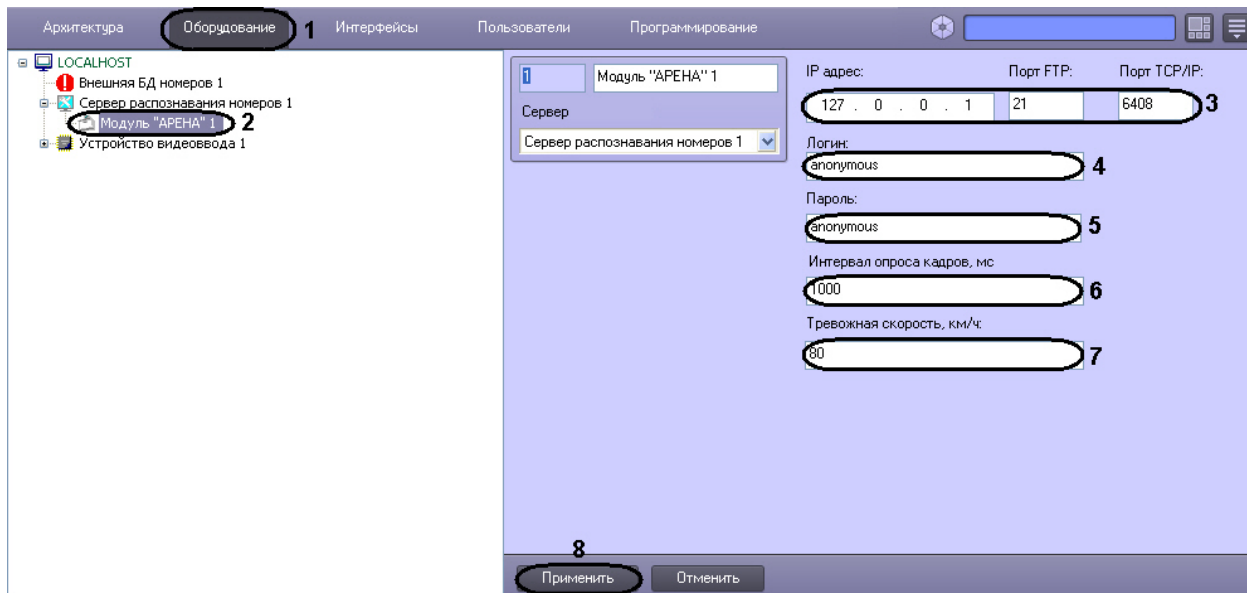 Архитектура Оборудование 1 Интерфейсы Пользователи Программирование
LOCALHOST
Внешняя БД номеров 1
Сервер распознавания номеров 1
Модуль "АРЕНА" 1 2
Устройство видеоввода 1
1 Модуль "АРЕНА" 1
Сервер
Сервер распознавания номеров 1
IP адрес: Порт FTP: Порт TCP/IP:
127 . 0 . 0 . 1 21 6408 3
Логин:
anonymous 4
Пароль:
anonymous 5
Интервал опроса кадров, мс
1000 6
Тревожная скорость, км/ч:
80 7
8
Применить Отменить